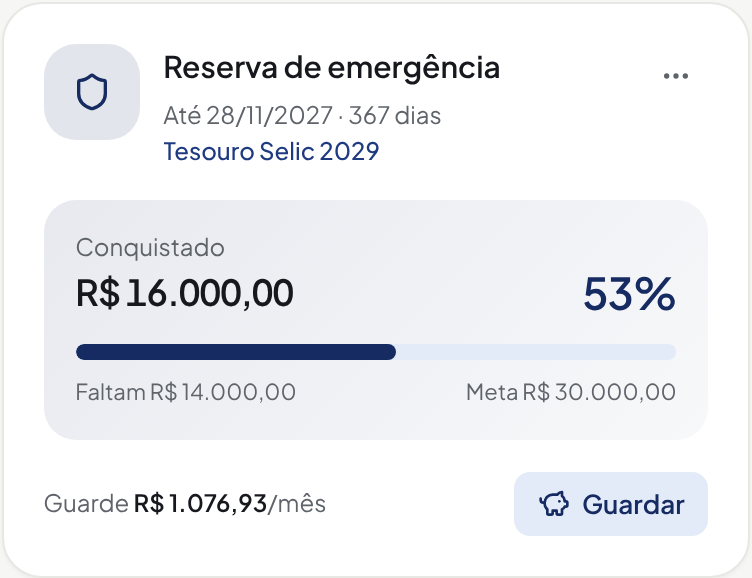 Reserva de emergência
Até 28/11/2027 · 367 dias
Tesouro Selic 2029
Conquistado
R$ 16.000,00
53%
Faltam R$ 14.000,00
Meta R$ 30.000,00
Guarde R$ 1.076,93/mês
Guardar